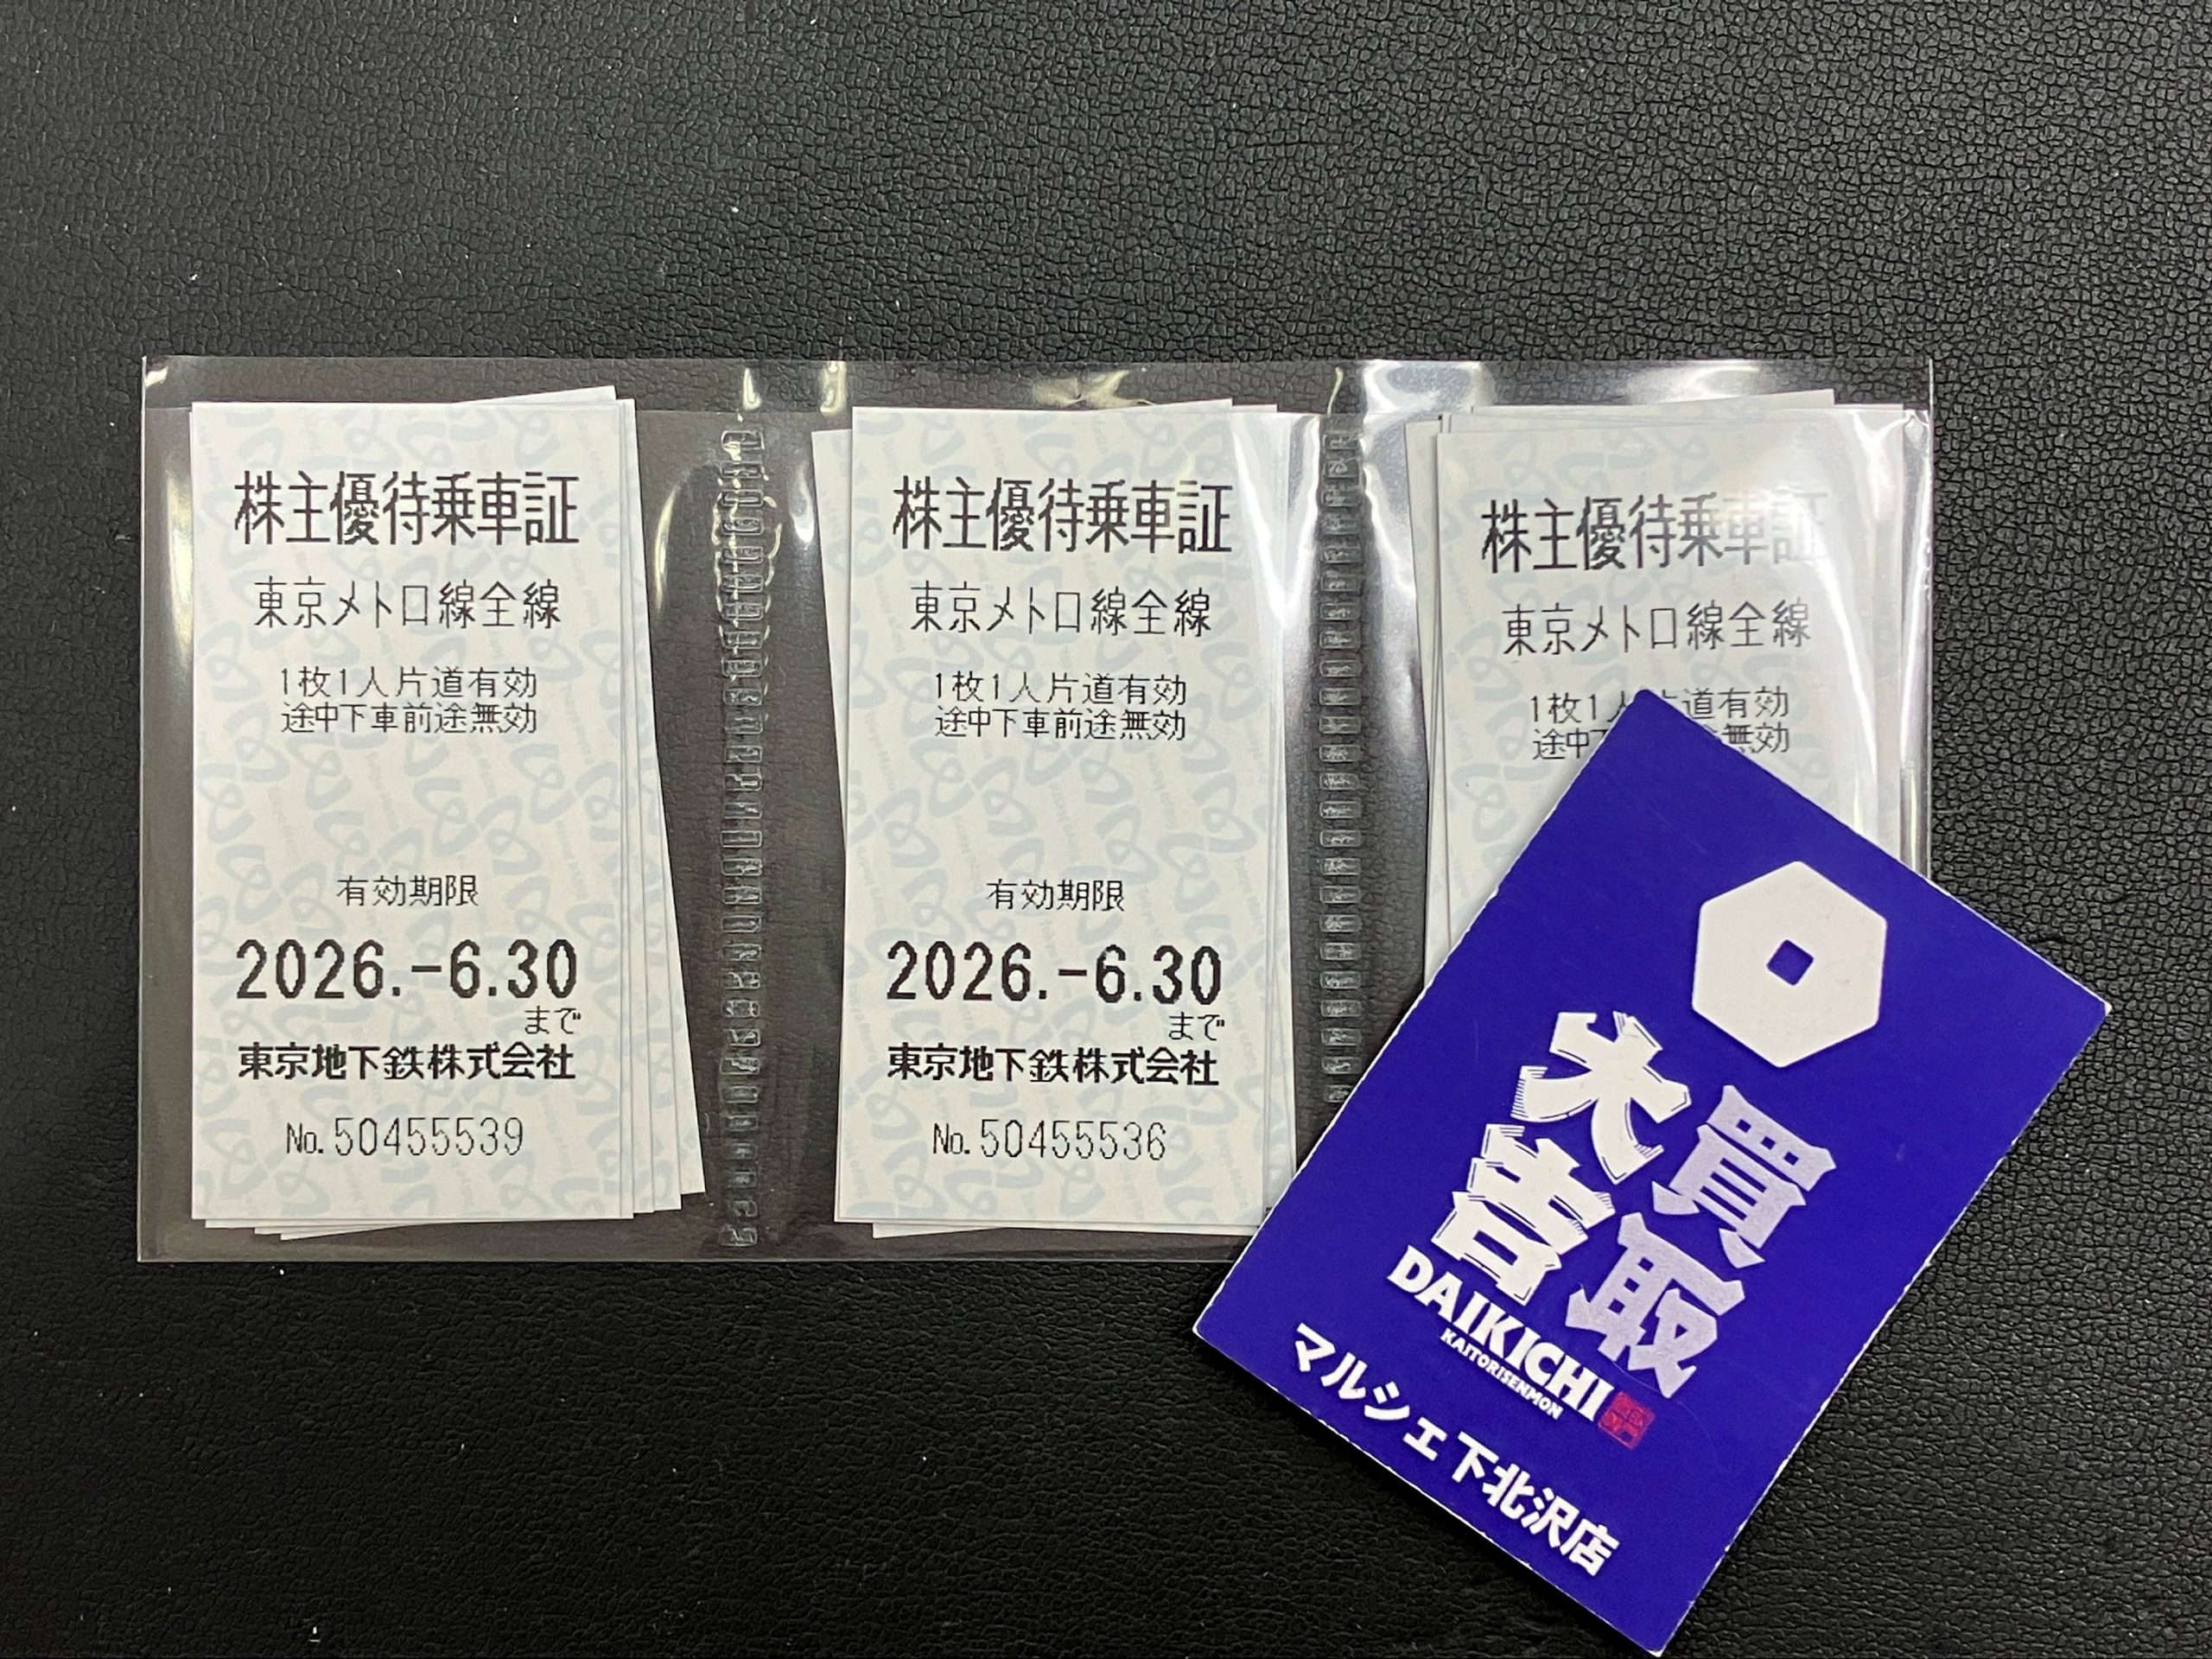 株主優待乗車証
東京メトロ線全線
1枚1人片道有効
途中下車前途無効
有効期限
2026.-6.30
まで
東京地下鉄株式会社
No.50455539
株主優待乗車証
東京メトロ線全線
1枚1人片道有効
途中下車前途無効
有効期限
2026.-6.30
まで
東京地下鉄株式会社
No.50455536
株主優待乗車証
東京メトロ線全線
1枚1人 道有効
途中下 無効
買取
大吉
DAIKICHI
KAITORISENMON
マルシェ下北沢店